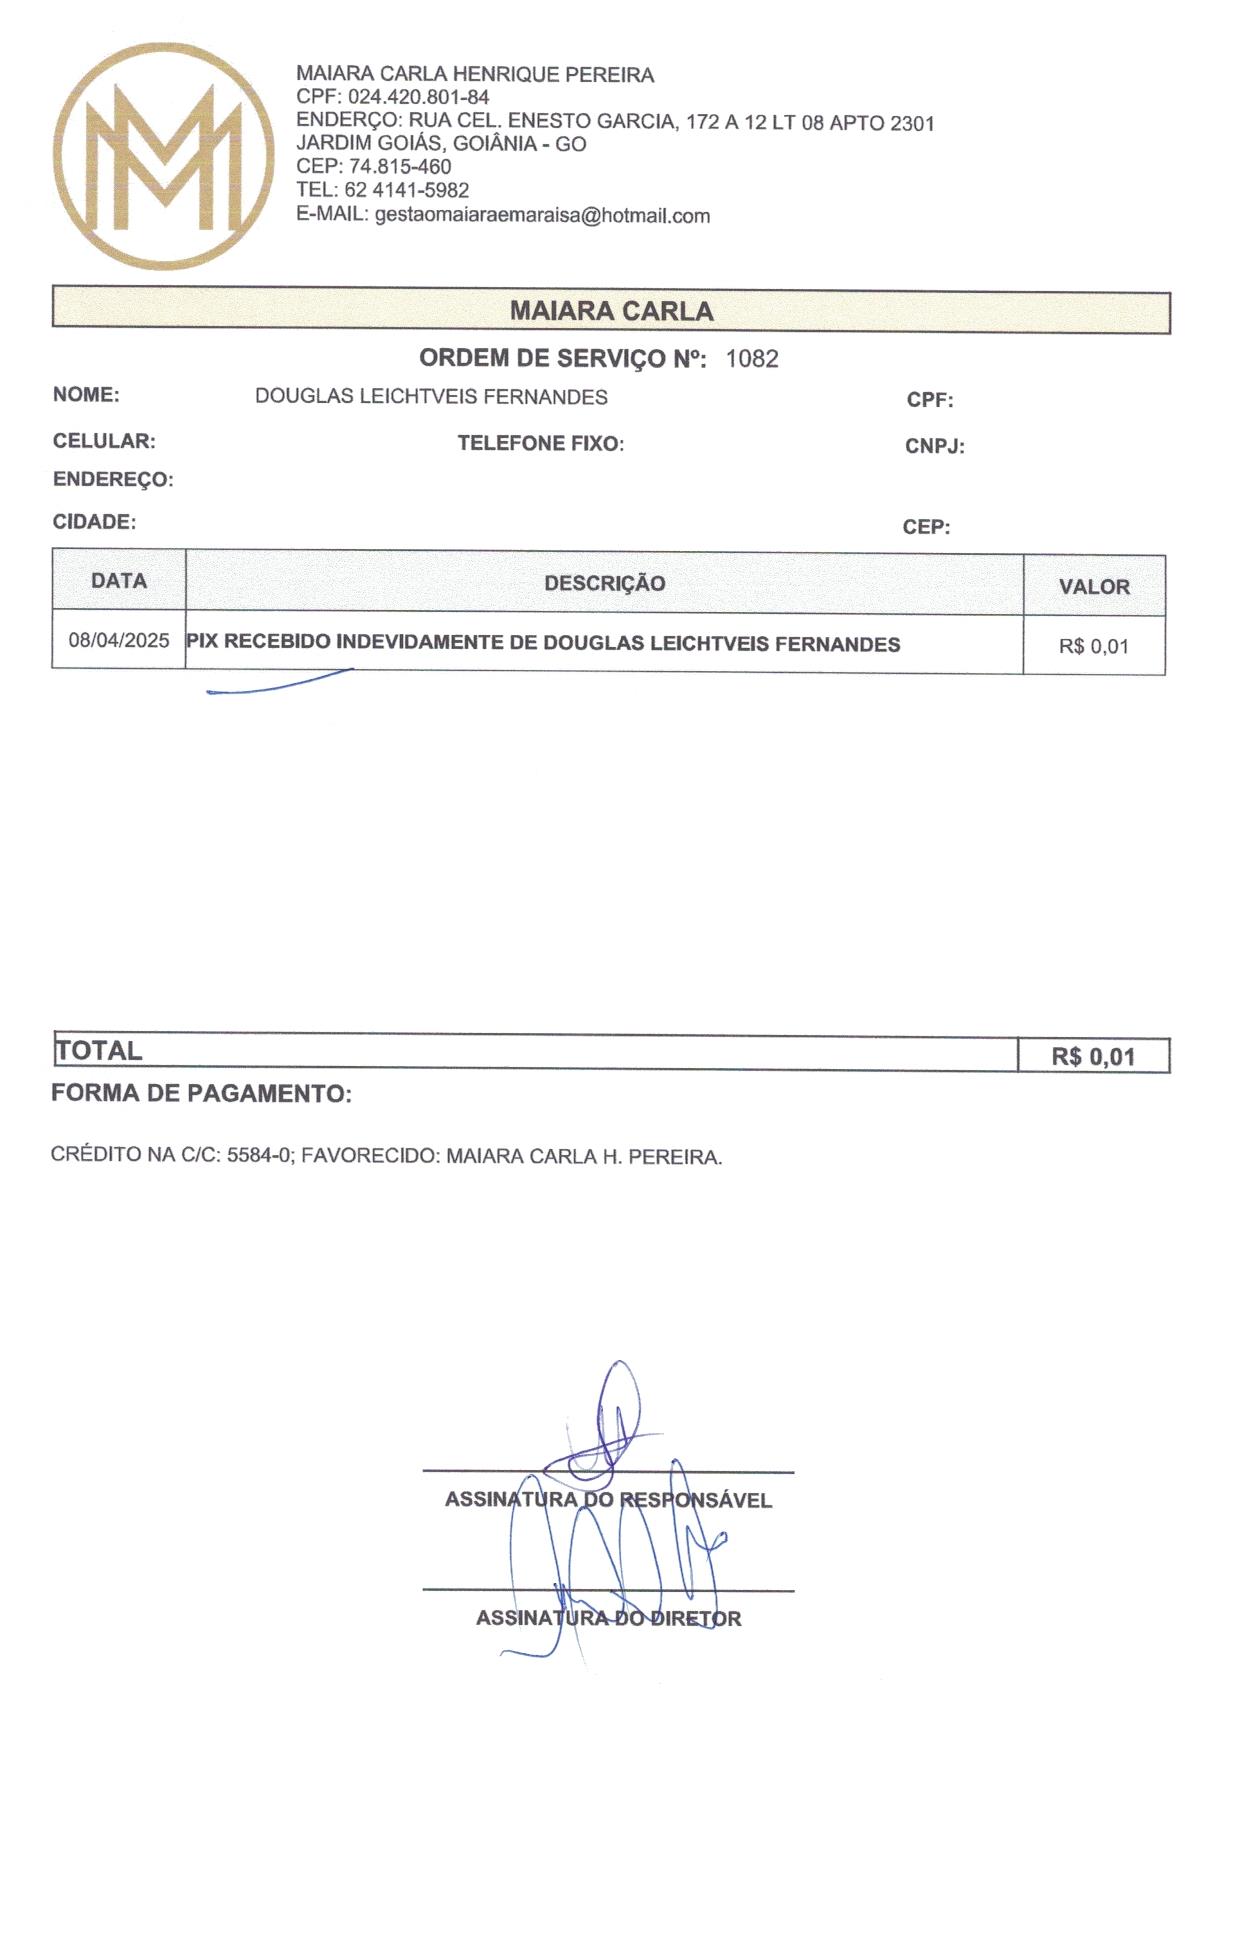 MAIARA CARLA HENRIQUE PEREIRA
CPF: 024.420.801-84
ENDERÇO: RUA CEL. ENESTO GARCIA, 172 A 12 LT 08 APTO 2301
JARDIM GOIÁS, GOIÂNIA - GO
CEP: 74.815-460
TEL: 62 4141-5982
E-MAIL: gestaomaiaraemaraisa@hotmail.com
MAIARA CARLA
ORDEM DE SERVIÇO Nº: 1082
NOME: DOUGLAS LEICHTVEIS FERNANDES CPF:
CELULAR: TELEFONE FIXO: CNPJ:
ENDEREÇO:
CIDADE: CEP:
DATA DESCRIÇÃO VALOR
08/04/2025 PIX RECEBIDO INDEVIDAMENTE DE DOUGLAS LEICHTVEIS FERNANDES R$ 0,01
TOTAL R$ 0,01
FORMA DE PAGAMENTO:
CRÉDITO NA C/C: 5584-0; FAVORECIDO: MAIARA CARLA H. PEREIRA.
ASSINATURA DO RESPONSÁVEL
ASSINATURA DO DIRETOR